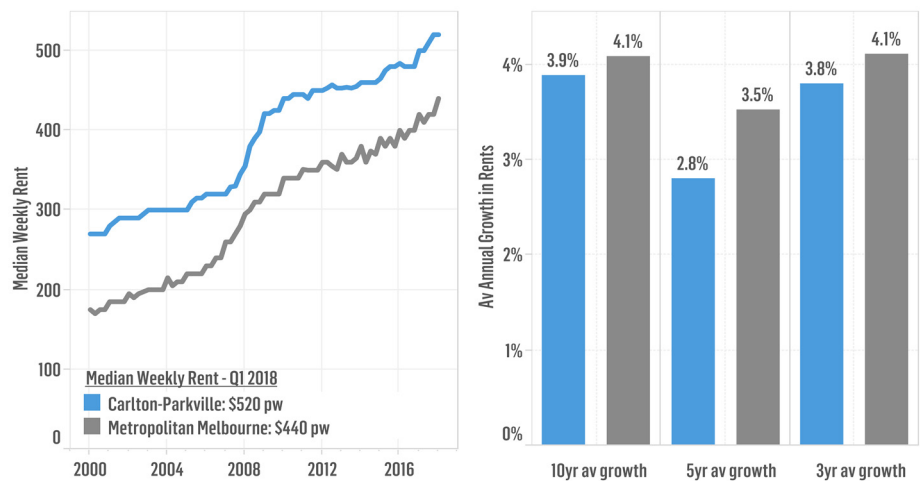 Median Weekly Rent
500
400
300
200
100
0
Median Weekly Rent - Q1 2018
Carlton-Parkville: $520 pw
Metropolitan Melbourne: $440 pw
2000 2004 2008 2012 2016
Av Annual Growth in Rents
4%
3%
2%
1%
0%
3.9% 4.1%
2.8% 3.5%
3.8% 4.1%
10yr av growth 5yr av growth 3yr av growth